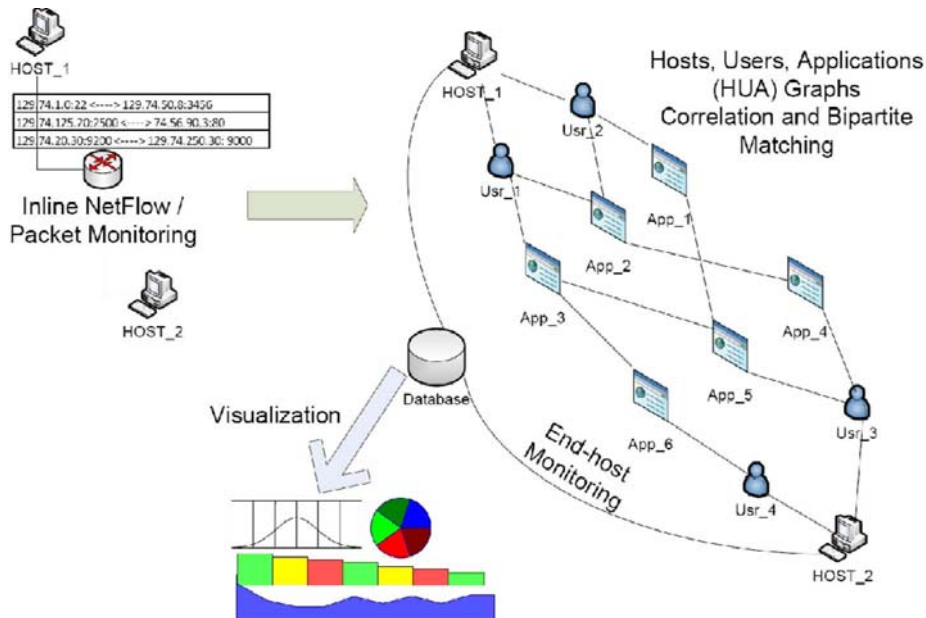 HOST_1
129.74.1.0:22 <----> 129.74.50.8:3456
129.74.125.20:2500 <----> 74.56.90.3:80
129.74.20.30:9200 <----> 129.74.250.30: 9000
Inline NetFlow /
Packet Monitoring
HOST_2
HOST_1
Hosts, Users, Applications
(HUA) Graphs
Correlation and Bipartite
Matching
Usr_2
Usr_1
App_1
App_2
App_3
App_4
App_5
App_6
Usr_3
Usr_4
HOST_2
Database
End-host
Monitoring
Visualization